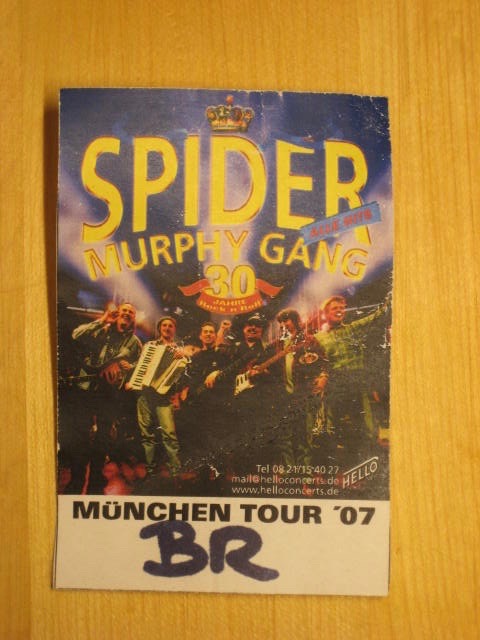 SPIDER
MURPHY GANG
30
JAHRE
Rock n Roll
Tel 08 21/15 40 27
mail@helloconcerts.de
www.helloconcerts.de
HELLO
MÜNCHEN TOUR ´07
BR